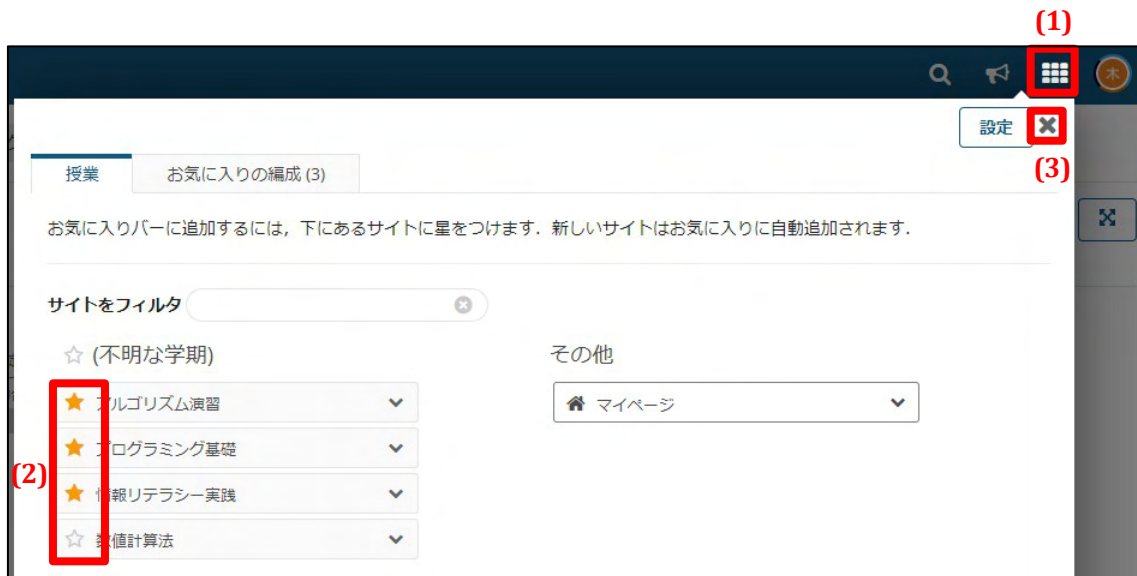 (1)
木
設定
(3)
授業
お気に入りの編成 (3)
お気に入りバーに追加するには，下にあるサイトに星をつけます．新しいサイトはお気に入りに自動追加されます．
サイトをフィルタ
(不明な学期)
その他
アルゴリズム演習
マイページ
プログラミング基礎
(2)
情報リテラシー実践
数値計算法